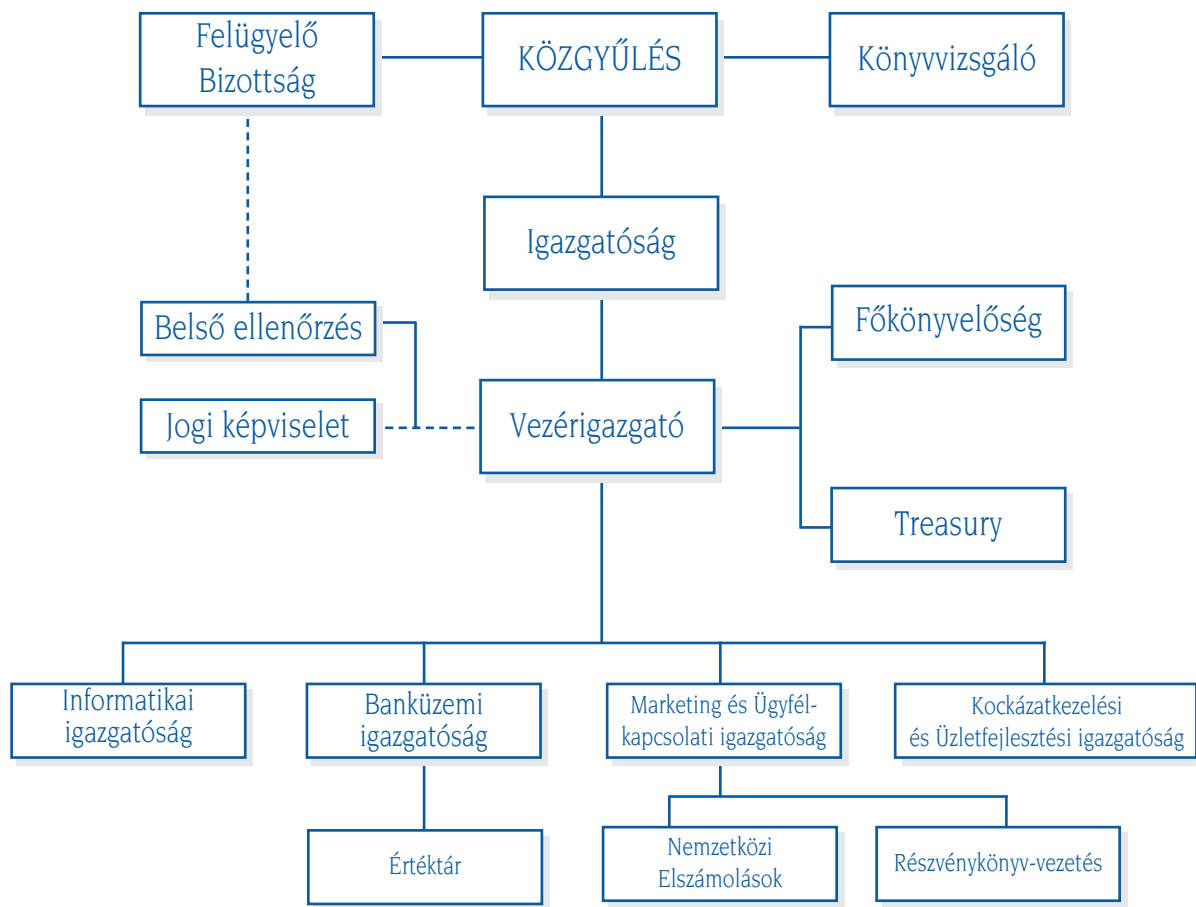 Felügyelő
Bizottság
KÖZGYŰLÉS
Könyvvizsgáló
Igazgatóság
Belső ellenőrzés
Főkönyvelőség
Jogi képviselet
Vezérigazgató
Treasury
Informatikai
igazgatóság
Banküzemi
igazgatóság
Marketing és Ügyfél-
kapcsolati igazgatóság
Kockázatkezelési
és Üzletfejlesztési igazgatóság
Értéktár
Nemzetközi
Elszámolások
Részvénykönyv-vezetés